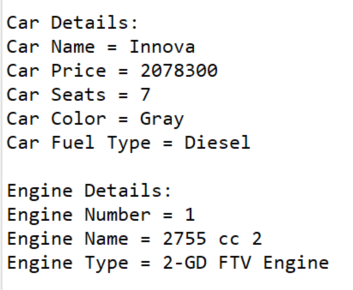 Car Details:
Car Name = Innova
Car Price = 2078300
Car Seats = 7
Car Color = Gray
Car Fuel Type = Diesel

Engine Details:
Engine Number = 1
Engine Name = 2755 cc 2
Engine Type = 2-GD FTV Engine